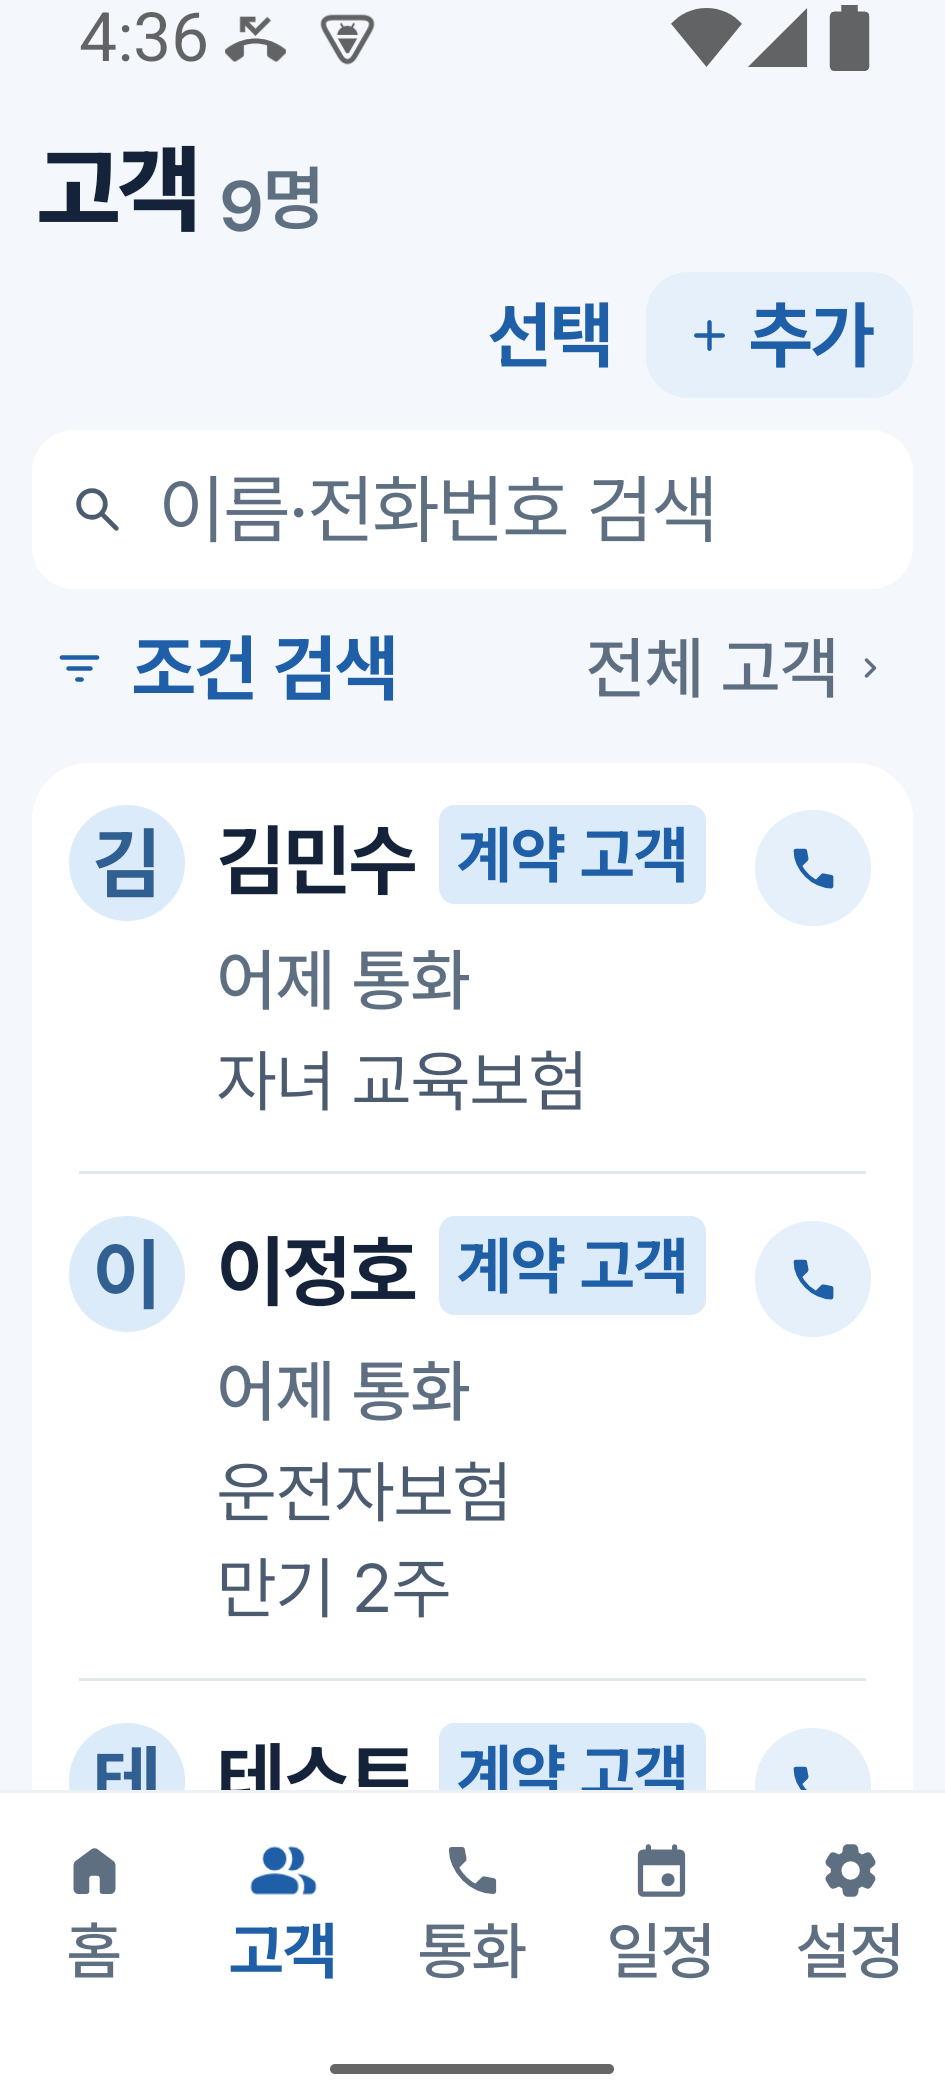 4:36
고객 9명
선택 + 추가
이름·전화번호 검색
조건 검색 전체 고객 >
김 김민수 계약 고객
어제 통화
자녀 교육보험
이 이정호 계약 고객
어제 통화
운전자보험
만기 2주
테 테스트 계약 고객
홈 고객 통화 일정 설정